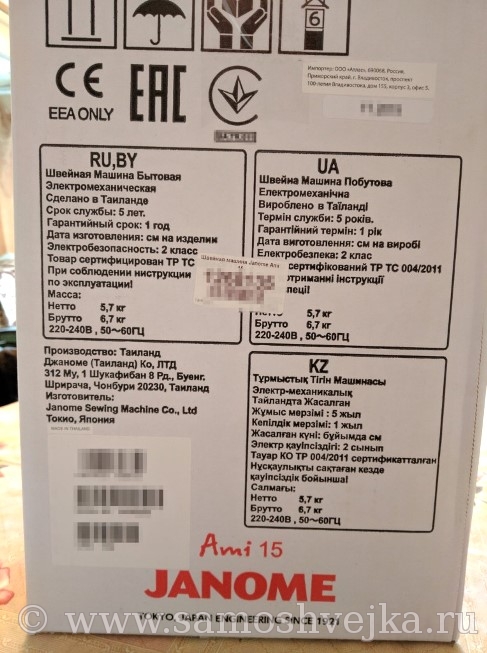 6
CE
EAC
EEA ONLY
Импортер: ООО «Атлас», 690068, Россия,
Приморский край, г. Владивосток, проспект
100-летия Владивостока, дом 155, корпус 3, офис 5.
RU,BY
Швейная Машина Бытовая
Электромеханическая
Сделано в Таиланде
Срок службы: 5 лет.
Гарантийный срок: 1 год
Дата изготовления: см на изделии
Электробезопасность: 2 класс
Товар сертифицирован ТР ТС
При соблюдении инструкции
по эксплуатации!
Масса:
Нетто 5,7 кг
Брутто 6,7 кг
220-240В , 50~60ГЦ
UA
Швейна Машина Побутова
Електромеханічна
Вироблено в Таїланді
Термін служби: 5 років.
Гарантійний термін: 1 рік
Дата виготовлення: см на виробі
Електробезпека: 2 клас
сертифікований ТР ТС 004/2011
отриманні інструкції
Нетто 5,7 кг
Брутто 6,7 кг
220-240В , 50~60ГЦ
Швейная машина Janome Ami
Производство: Таиланд
Джаноме (Таиланд) Ко, ЛТД
312 Му, 1 Шукафибан 8 Рд., Буенг.
Шрирача, Чонбури 20230, Таиланд
Изготовитель:
Janome Sewing Machine Co., Ltd
Токио, Япония
MADE IN THAILAND
KZ
Тұрмыстық Тігін Машинасы
Электр-механикалық
Тайландта Жасалған
Жұмыс мерзімі : 5 жыл
Кепілдік мерзімі : 1 жыл
Жасалған күні: бұйымда см
Электр қауіпсіздігі: 2 сынып
Тауар КО ТР 004/2011 сертификатталған
Нұсқаулықты сақтаған кезде
қауіпсіздік бойынша!
Салмағы:
Нетто 5,7 кг
Брутто 6,7 кг
220-240В , 50~60ГЦ
Ami 15
JANOME
TOKYO, JAPAN ENGINEERING SINCE 1921
© www.samoshvejka.ru